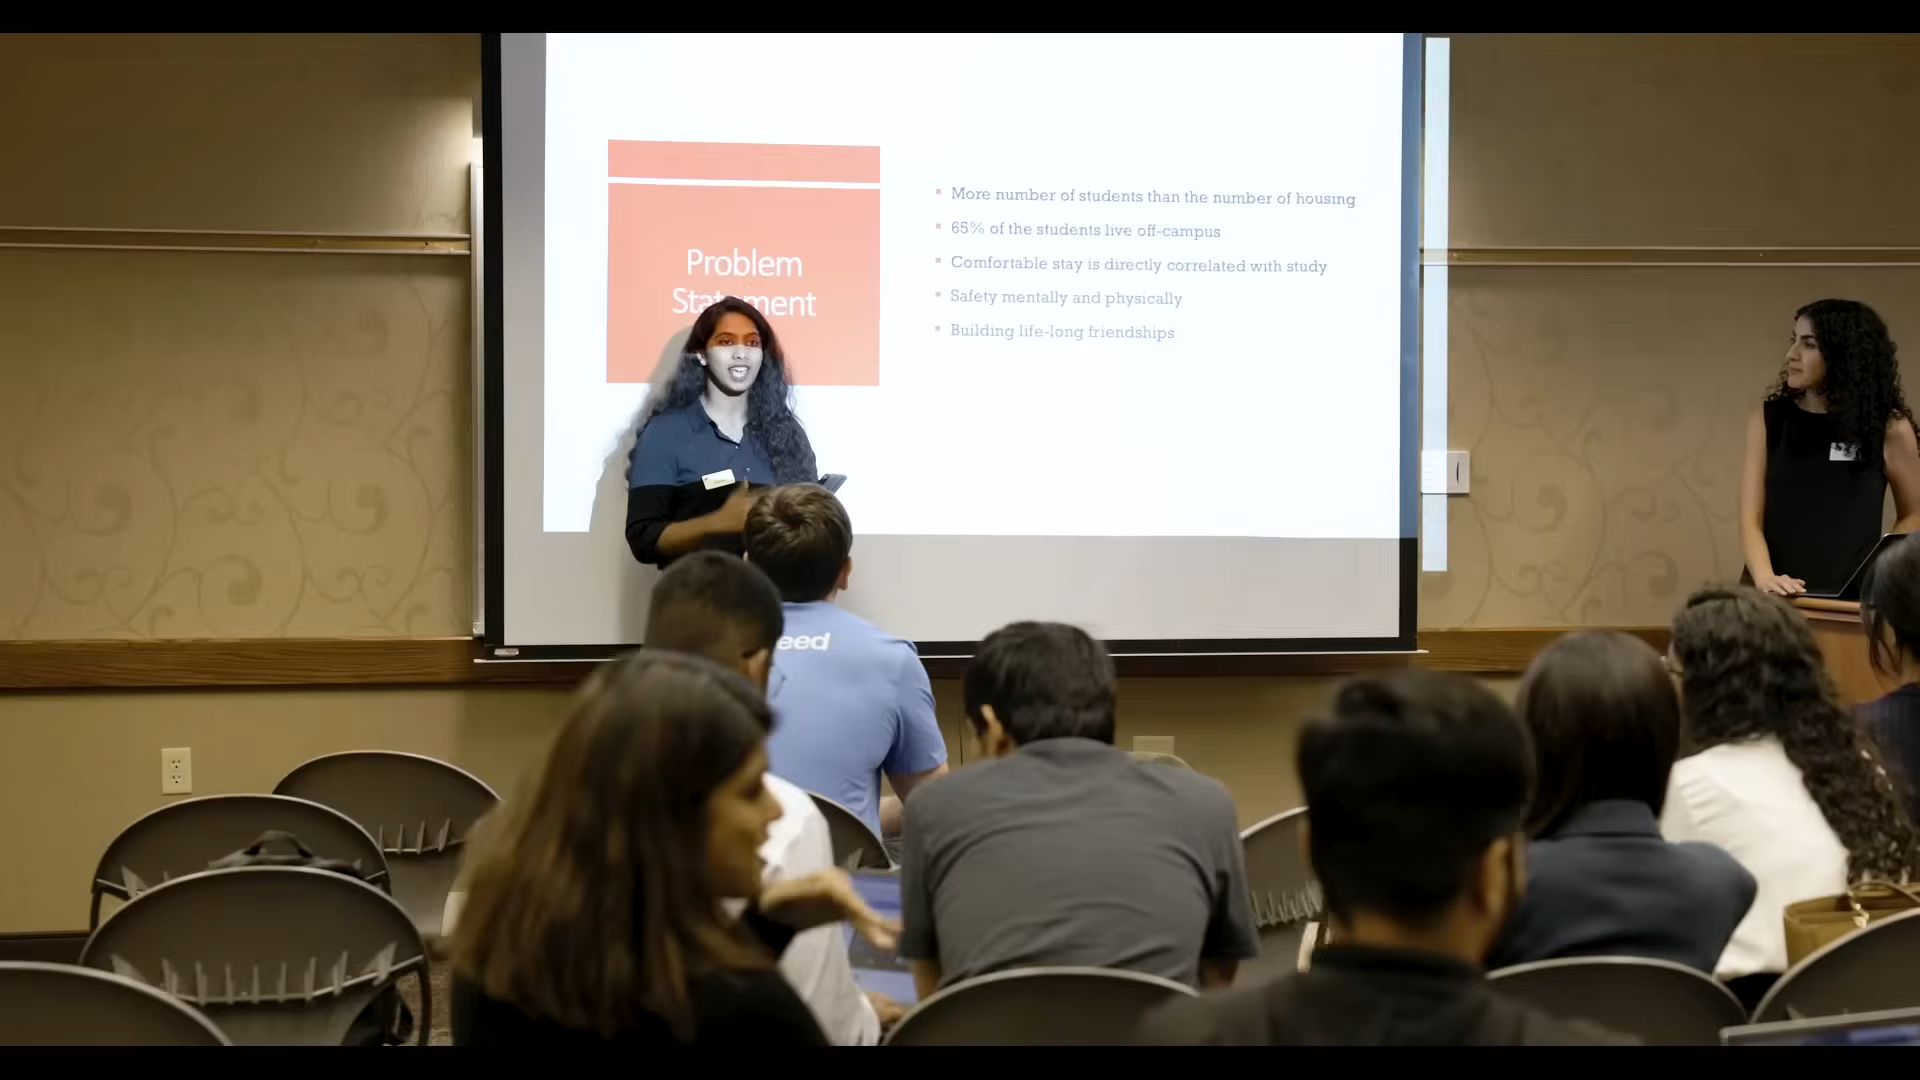 Problem
Statement
More number of students than the number of housing
65% of the students live off-campus
Comfortable stay is directly correlated with study
Safety mentally and physically
Building life-long friendships
eed